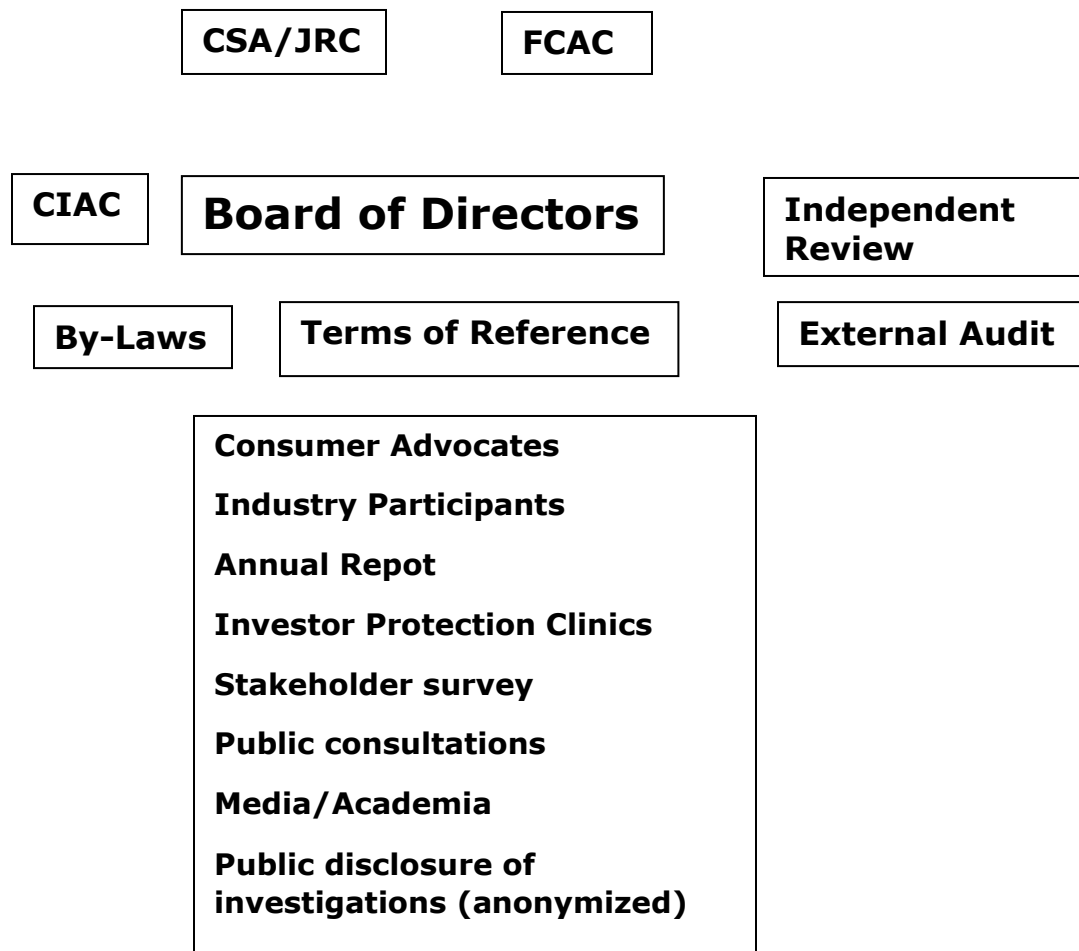 CSA/JRC
FCAC
CIAC
Board of Directors
Independent
Review
By-Laws
Terms of Reference
External Audit
Consumer Advocates
Industry Participants
Annual Repot
Investor Protection Clinics
Stakeholder survey
Public consultations
Media/Academia
Public disclosure of
investigations (anonymized)